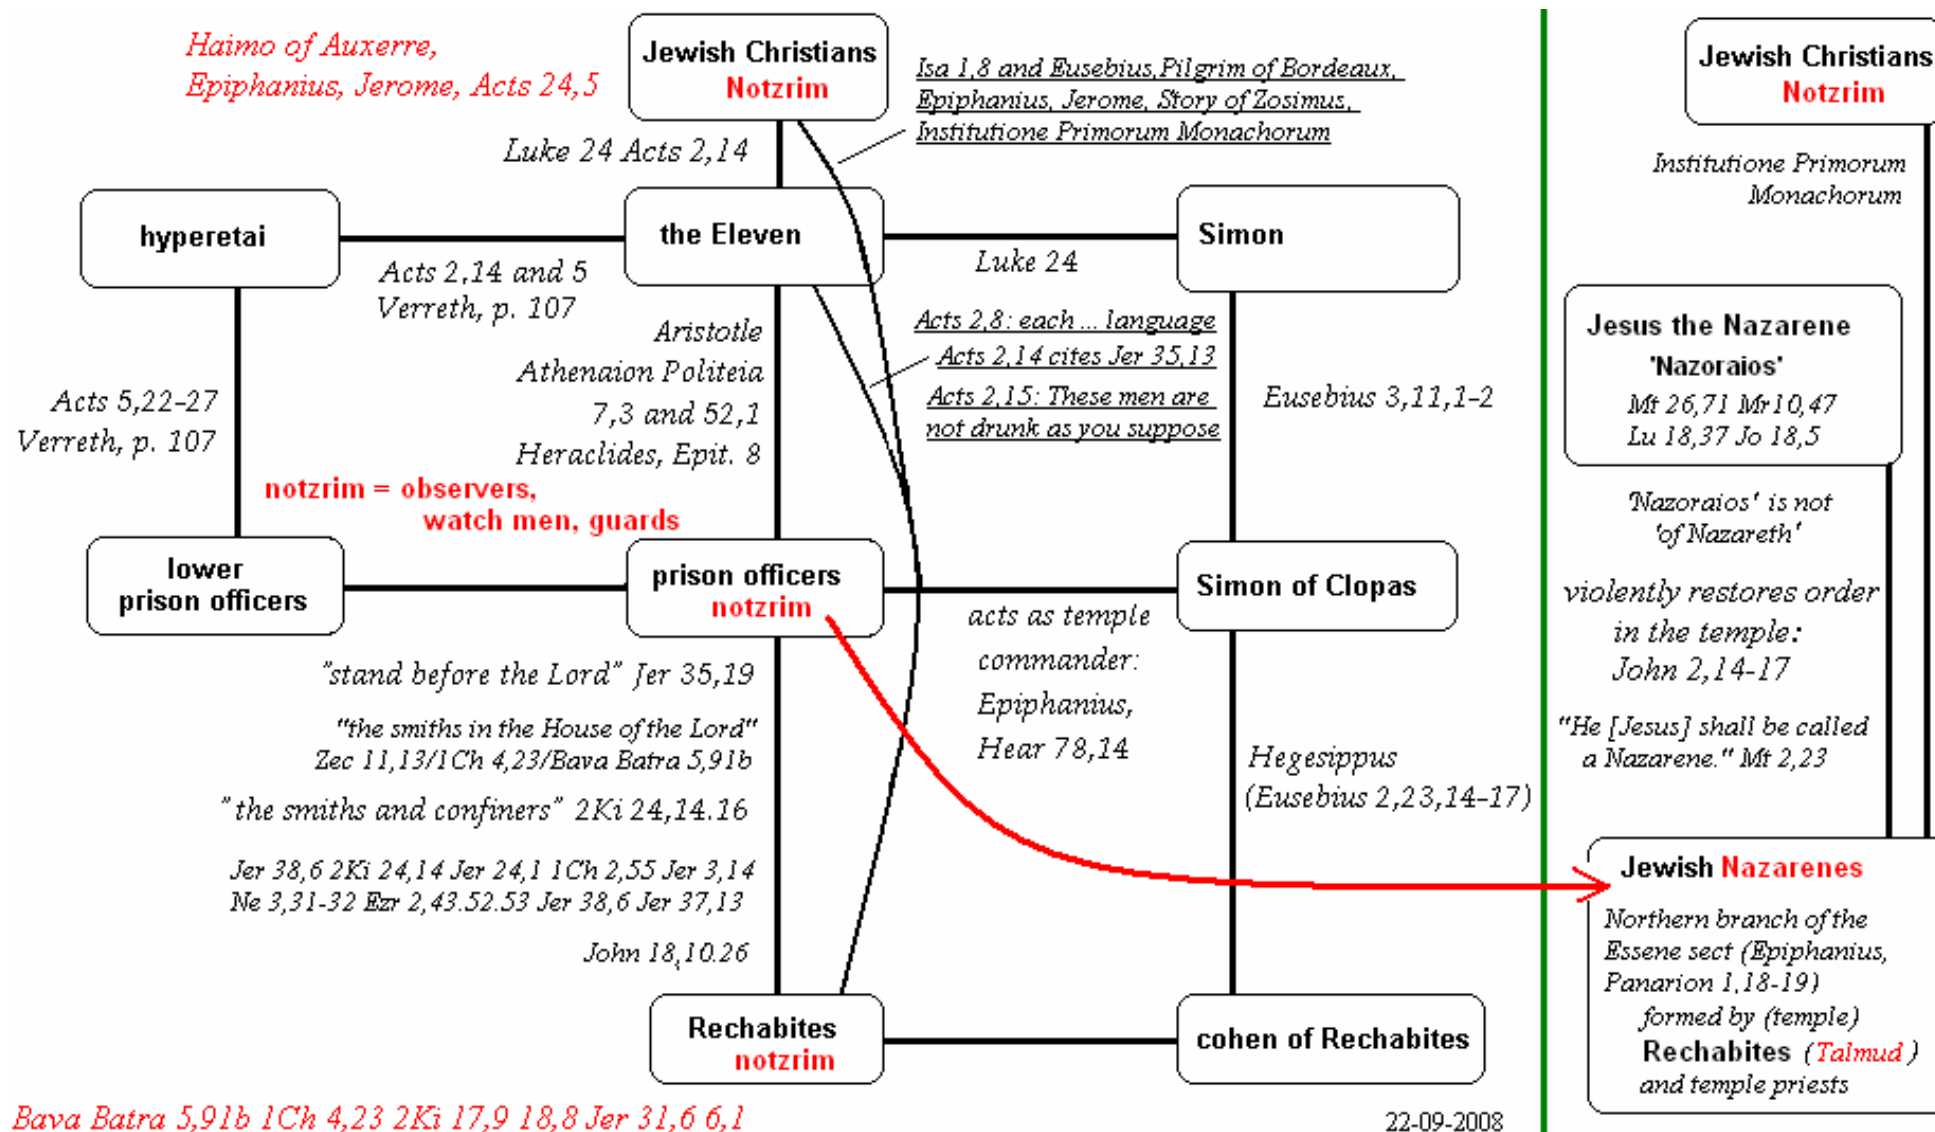 Haimo of Auxerre,
Epiphanius, Jerome, Acts 24,5
Jewish Christians
Notzrim
Isa 1,8 and Eusebius,Pilgrim of Bordeaux,
Epiphanius, Jerome, Story of Zosimus,
Institutione Primorum Monachorum
Luke 24 Acts 2,14
hyperetai
the Eleven
Simon
Acts 2,14 and 5
Verreth, p. 107
Luke 24
Aristotle
Athenaion Politeia
7,3 and 52,1
Heraclides, Epit. 8
Acts 2,8: each ... language
Acts 2,14 cites Jer 35,13
Acts 2,15: These men are
not drunk as you suppose
Acts 5,22-27
Verreth, p. 107
Eusebius 3,11,1-2
notzrim = observers,
watch men, guards
lower
prison officers
prison officers
notzrim
Simon of Clopas
acts as temple
commander:
Epiphanius,
Hear 78,14
"stand before the Lord" Jer 35,19
"the smiths in the House of the Lord"
Zec 11,13/1Ch 4,23/Bava Batra 5,91b
"the smiths and confiners" 2Ki 24,14.16
Jer 38,6 2Ki 24,14 Jer 24,1 1Ch 2,55 Jer 3,14
Ne 3,31-32 Ezr 2,43.52.53 Jer 38,6 Jer 37,13
John 18,10.26
Hegesippus
(Eusebius 2,23,14-17)
Rechabites
notzrim
cohen of Rechabites
Bava Batra 5,91b 1Ch 4,23 2Ki 17,9 18,8 Jer 31,6 6,1
22-09-2008
Jewish Christians
Notzrim
Institutione Primorum
Monachorum
Jesus the Nazarene
'Nazoraios'
Mt 26,71 Mr10,47
Lu 18,37 Jo 18,5
'Nazoraios' is not
'of Nazareth'
violently restores order
in the temple:
John 2,14-17
"He [Jesus] shall be called
a Nazarene." Mt 2,23
Jewish Nazarenes
Northern branch of the
Essene sect (Epiphanius,
Panarion 1,18-19)
formed by (temple)
Rechabites (Talmud)
and temple priests